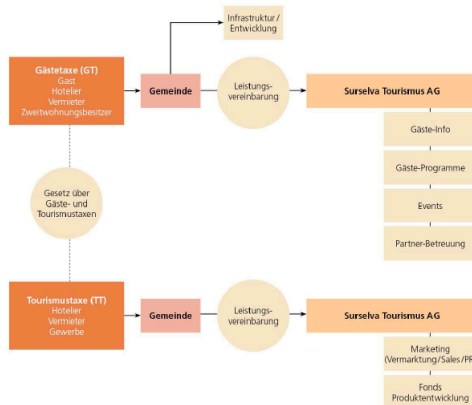 Infrastruktur/
Entwicklung
Gästetaxe (GT)
Gast
Hotelier
Vermieter
Zweitwohnungsbesitzer
Gemeinde
Leistungs-
vereinbarung
Surselva Tourismus AG
Gäste-Info
Gäste-Programme
Events
Partner-Betreuung
Gesetz über
Gäste- und
Tourismustaxen
Tourismustaxe (TT)
Hotelier
Vermieter
Gewerbe
Gemeinde
Leistungs-
vereinbarung
Surselva Tourismus AG
Marketing
(Vermarktung/Sales/PR
Fonds
Produktentwicklung